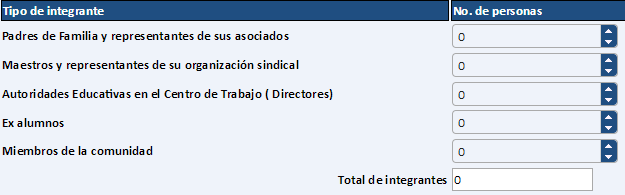 Tipo de integrante No. de personas
Padres de Familia y representantes de sus asociados 0
Maestros y representantes de su organización sindical 0
Autoridades Educativas en el Centro de Trabajo ( Directores) 0
Ex alumnos 0
Miembros de la comunidad 0
Total de integrantes 0